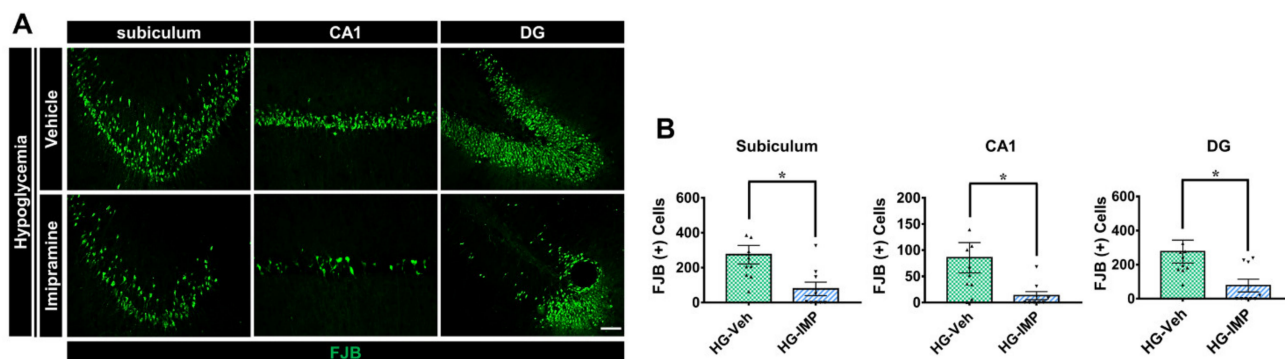 A
subiculum CA1 DG
Hypoglycemia
Vehicle
Imipramine
FJB
B
Subiculum
*
FJB (+) Cells
600
400
200
0
HG-Veh HG-IMP
CA1
*
FJB (+) Cells
200
150
100
50
0
HG-Veh HG-IMP
DG
*
FJB (+) Cells
600
400
200
0
HG-Veh HG-IMP